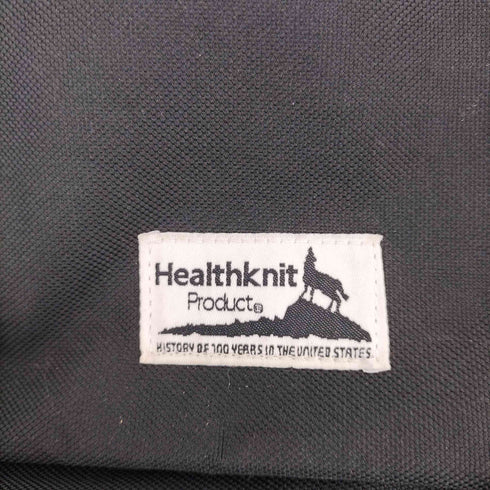 Healthknit
Product®
HISTORY OF 100 YEARS IN THE UNITED STATES.